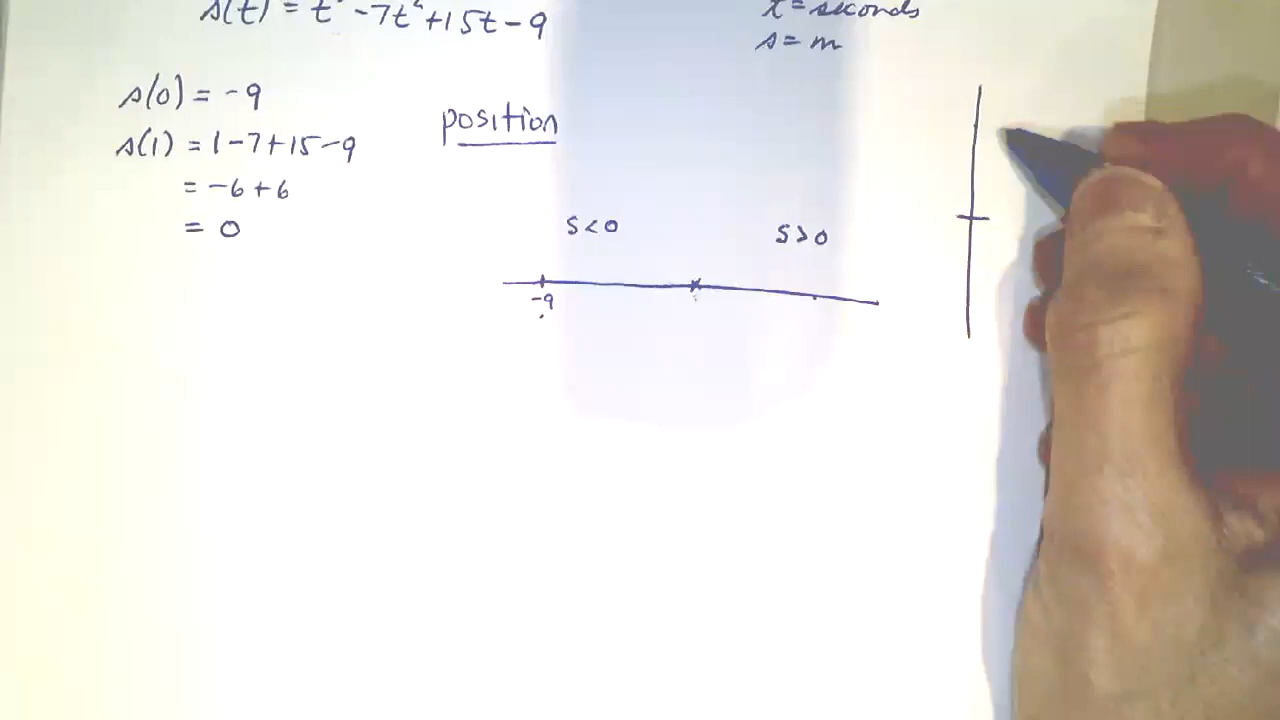 s(t) = t³ - 7t² + 15t - 9
t = seconds
s = m
s(0) = -9
s(1) = 1 - 7 + 15 - 9
= -6 + 6
= 0
position
s < 0
s > 0
-9